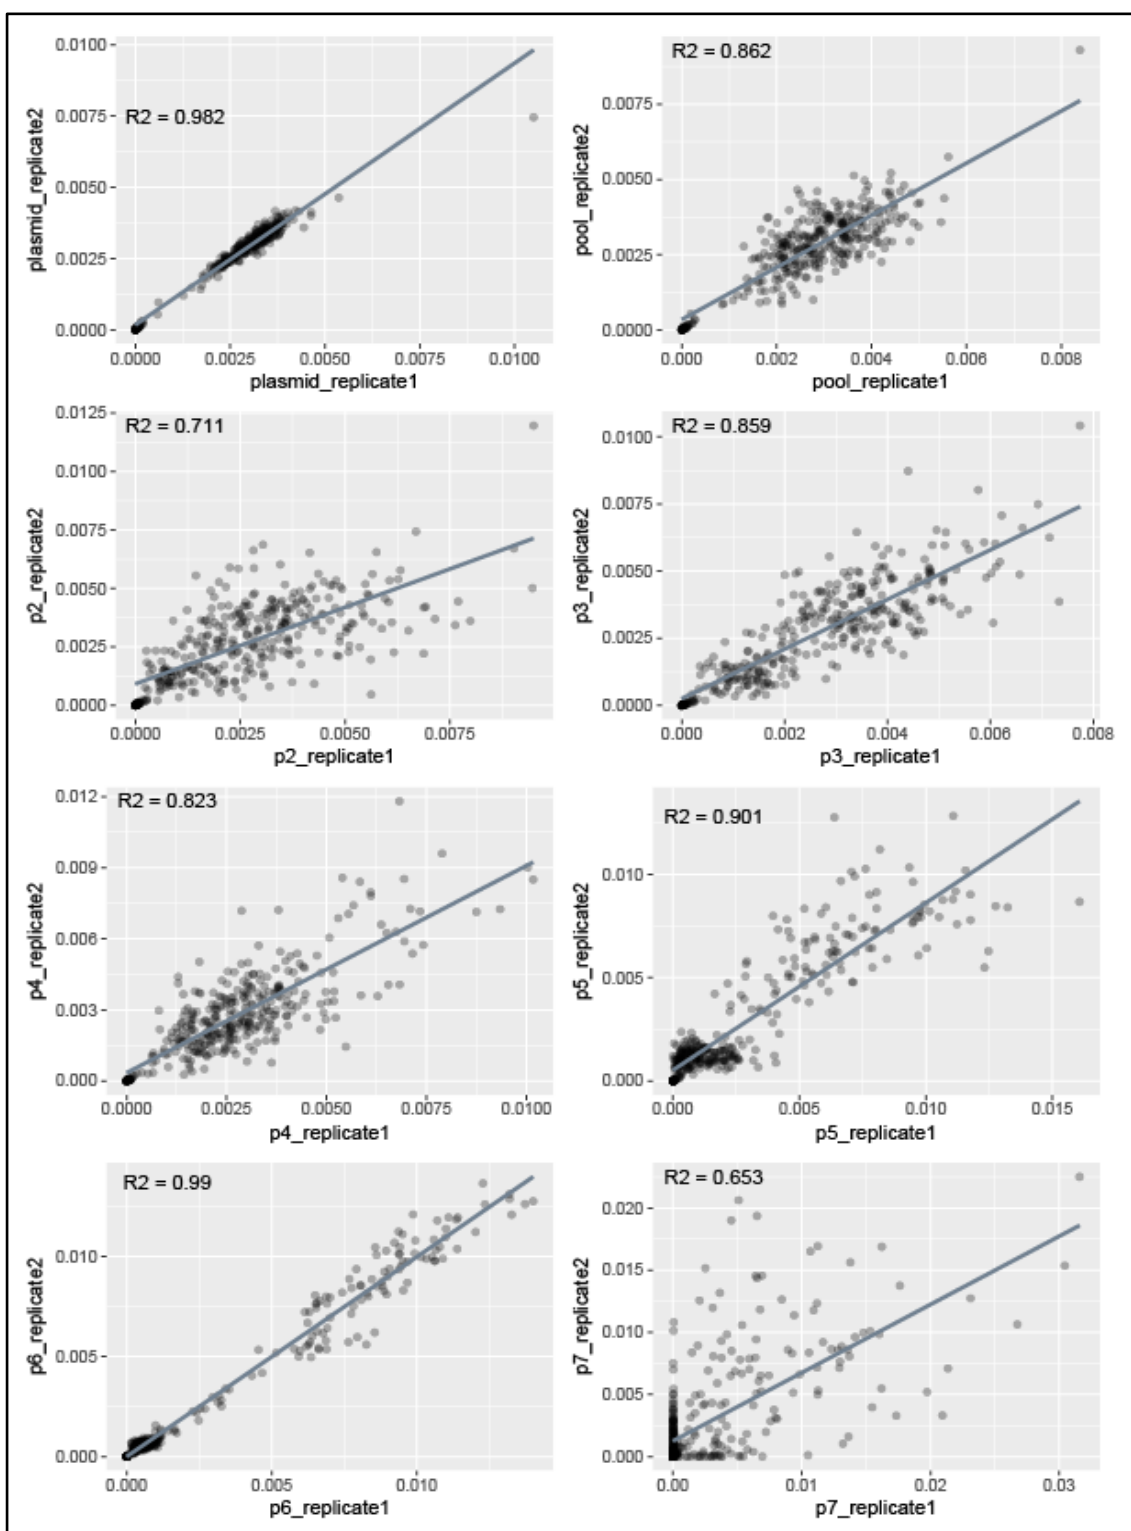 R2 = 0.982
0.0100
0.0075
0.0050
0.0025
0.0000
plasmid_replicate2
0.0000 0.0025 0.0050 0.0075 0.0100
plasmid_replicate1
R2 = 0.862
0.0075
0.0050
0.0025
0.0000
pool_replicate2
0.000 0.002 0.004 0.006 0.008
pool_replicate1
R2 = 0.711
0.0125
0.0100
0.0075
0.0050
0.0025
0.0000
p2_replicate2
0.0000 0.0025 0.0050 0.0075
p2_replicate1
R2 = 0.859
0.0100
0.0075
0.0050
0.0025
0.0000
p3_replicate2
0.000 0.002 0.004 0.006 0.008
p3_replicate1
R2 = 0.823
0.012
0.009
0.006
0.003
0.000
p4_replicate2
0.0000 0.0025 0.0050 0.0075 0.0100
p4_replicate1
R2 = 0.901
0.010
0.005
0.000
p5_replicate2
0.000 0.005 0.010 0.015
p5_replicate1
R2 = 0.99
0.010
0.005
0.000
p6_replicate2
0.000 0.005 0.010
p6_replicate1
R2 = 0.653
0.020
0.015
0.010
0.005
0.000
p7_replicate2
0.00 0.01 0.02 0.03
p7_replicate1